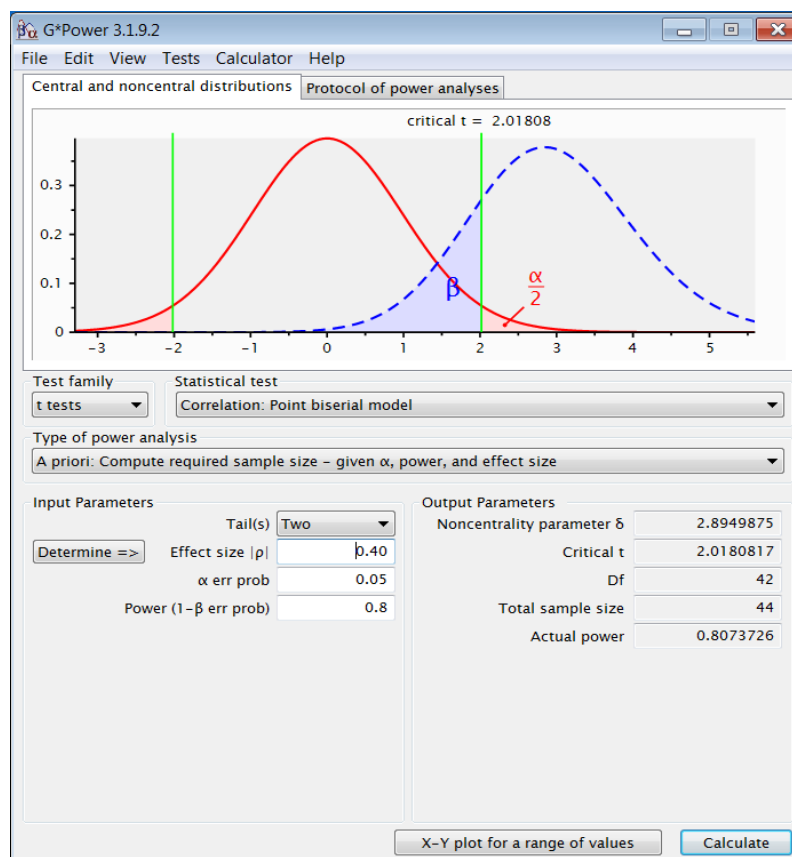 G*Power 3.1.9.2
File Edit View Tests Calculator Help
Central and noncentral distributions Protocol of power analyses
critical t = 2.01808
0.3
0.2
0.1
0
β
α
2
-3 -2 -1 0 1 2 3 4 5
Test family Statistical test
t tests Correlation: Point biserial model
Type of power analysis
A priori: Compute required sample size - given α, power, and effect size
Input Parameters Output Parameters
Tail(s) Two Noncentrality parameter δ 2.8949875
Determine => Effect size |ρ| 0.40 Critical t 2.0180817
α err prob 0.05 Df 42
Power (1-β err prob) 0.8 Total sample size 44
Actual power 0.8073726
X-Y plot for a range of values Calculate